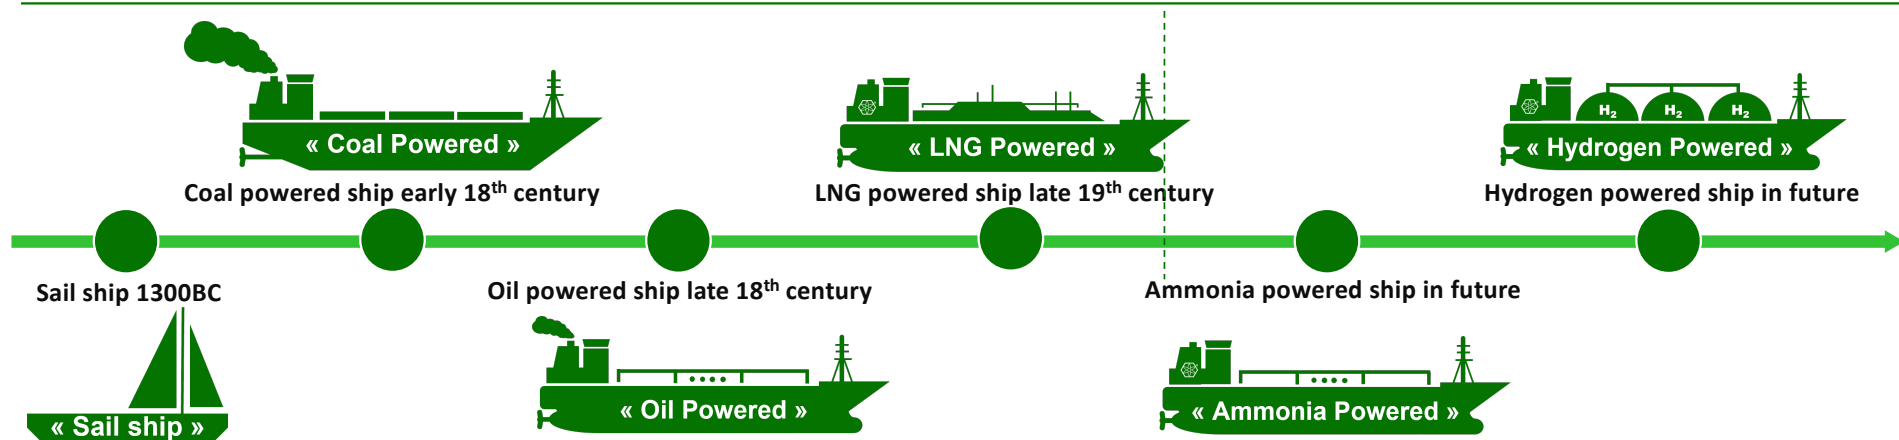 « Coal Powered »
Coal powered ship early 18th century
« LNG Powered »
LNG powered ship late 19th century
H2
H2
H2
« Hydrogen Powered »
Hydrogen powered ship in future
Sail ship 1300BC
« Sail ship »
Oil powered ship late 18th century
« Oil Powered »
Ammonia powered ship in future
« Ammonia Powered »